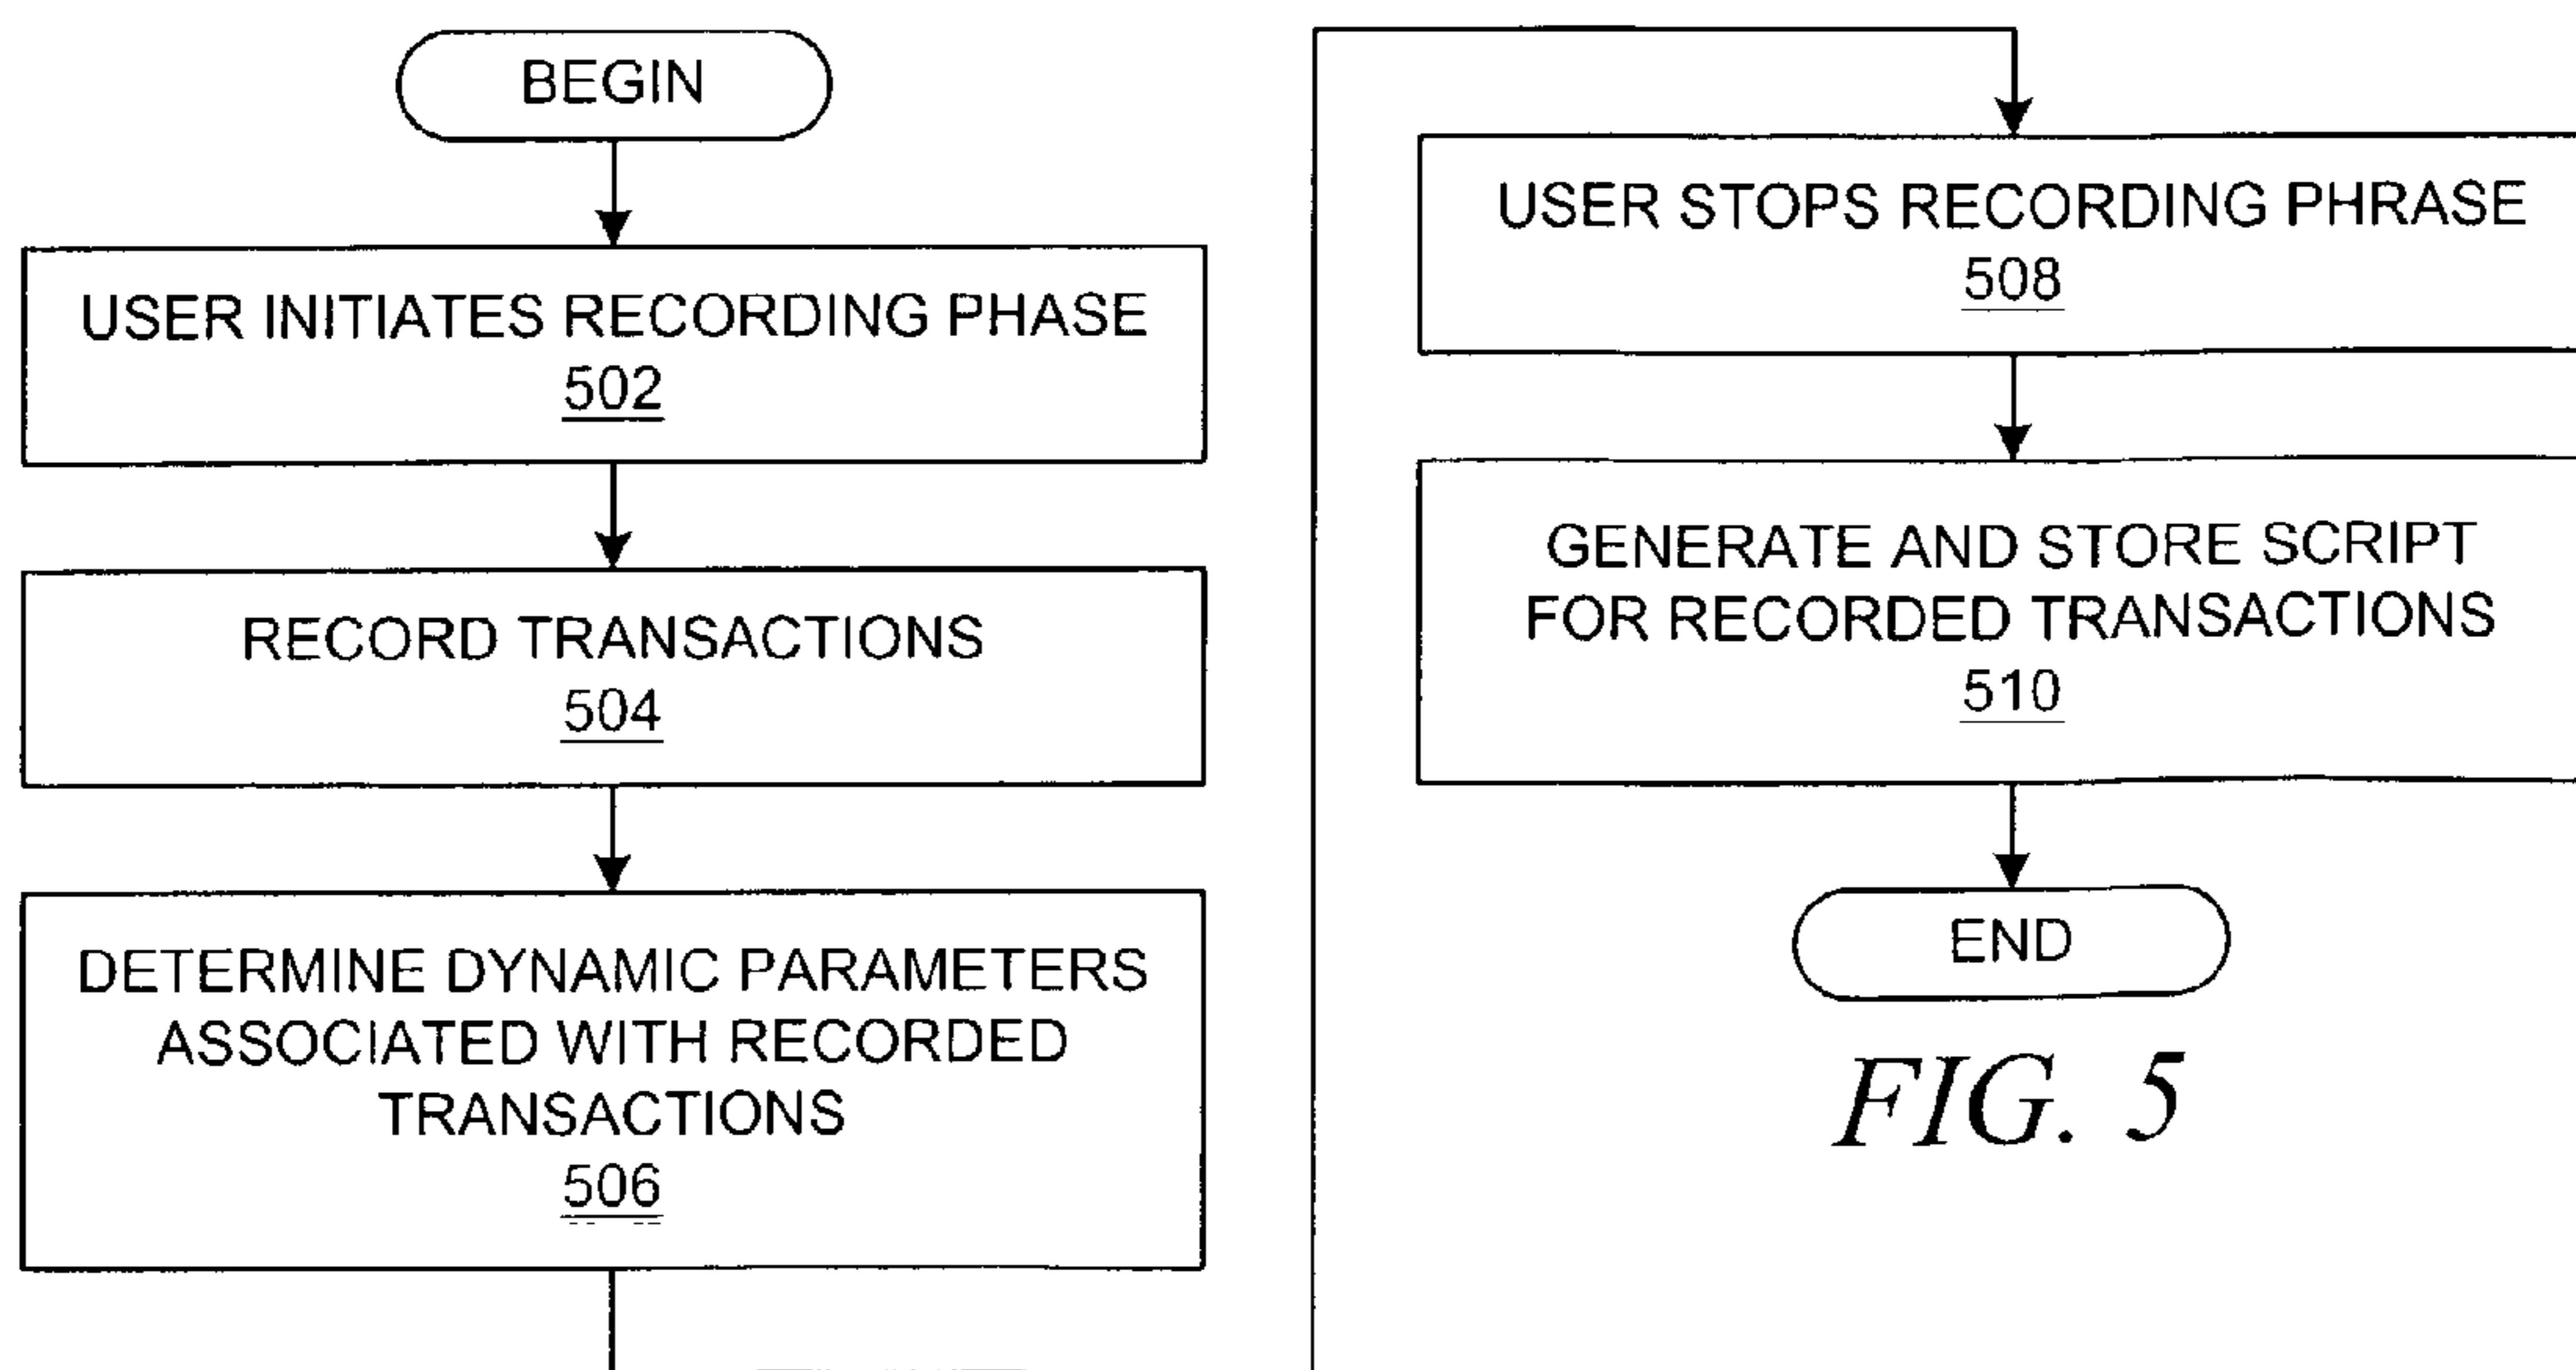 BEGIN
USER INITIATES RECORDING PHASE
502
RECORD TRANSACTIONS
504
DETERMINE DYNAMIC PARAMETERS
ASSOCIATED WITH RECORDED
TRANSACTIONS
506
USER STOPS RECORDING PHRASE
508
GENERATE AND STORE SCRIPT
FOR RECORDED TRANSACTIONS
510
END
FIG. 5